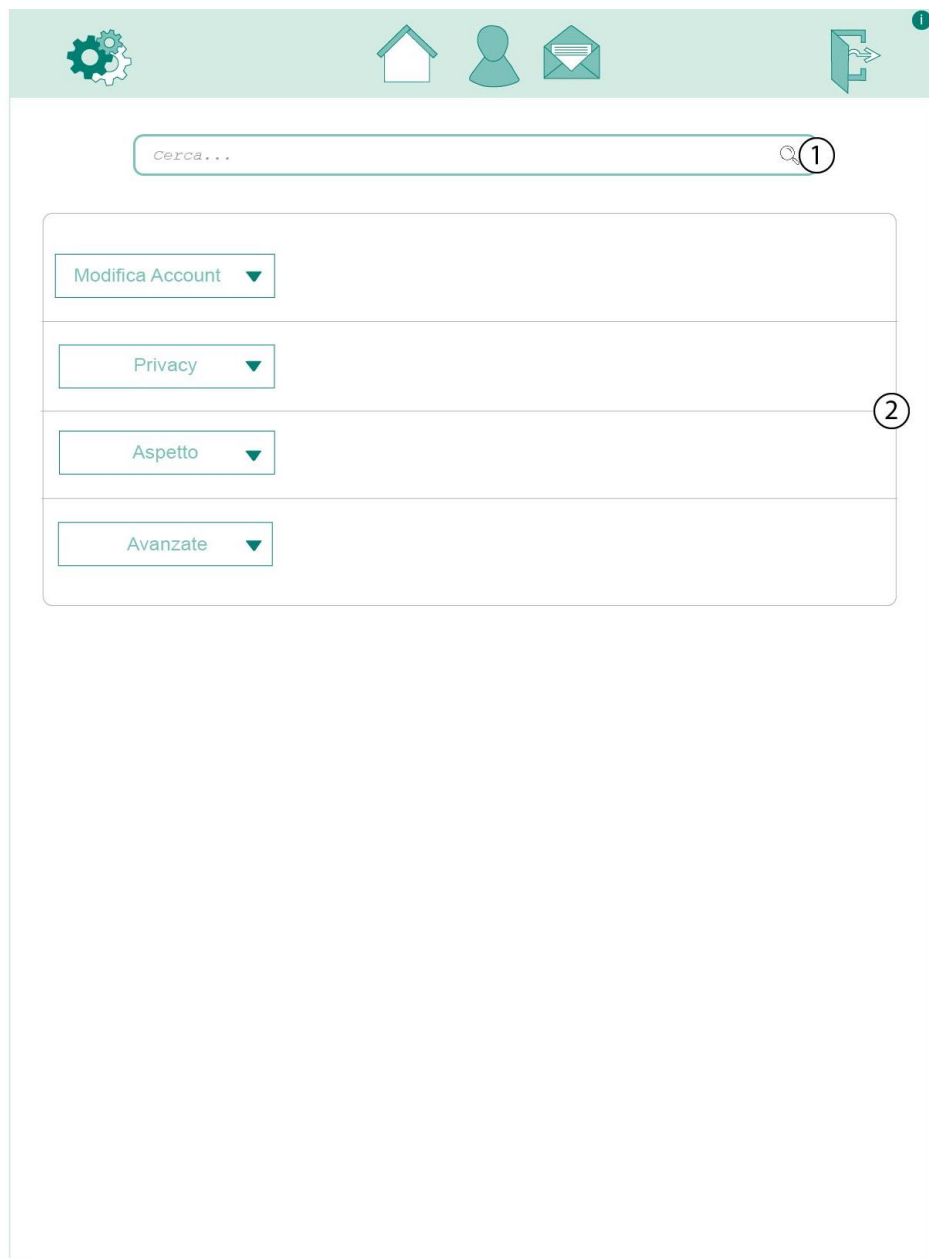 i
Cerca...
1
Modifica Account
Privacy
2
Aspetto
Avanzate